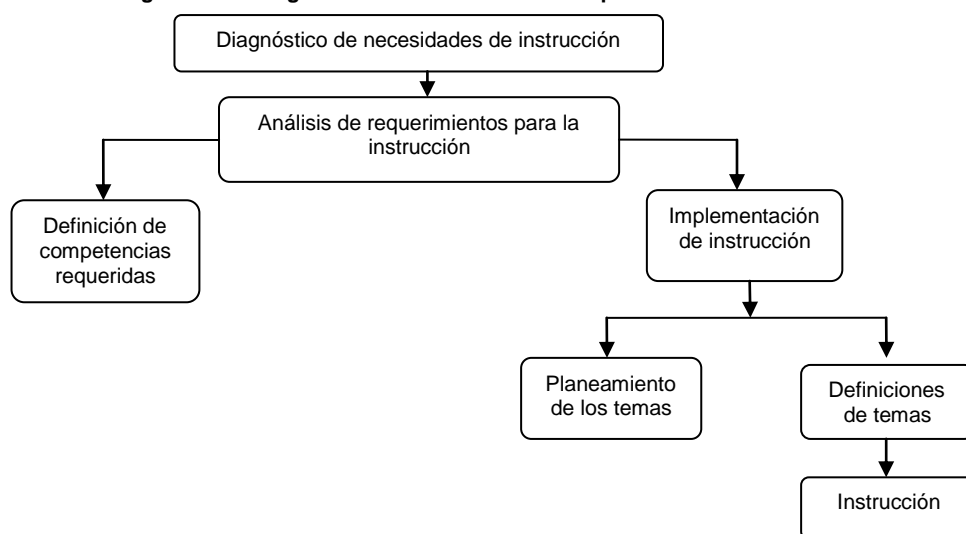 Diagnóstico de necesidades de instrucción
Análisis de requerimientos para la
instrucción
Definición de
competencias
requeridas
Implementación
de instrucción
Planeamiento
de los temas
Definiciones
de temas
Instrucción